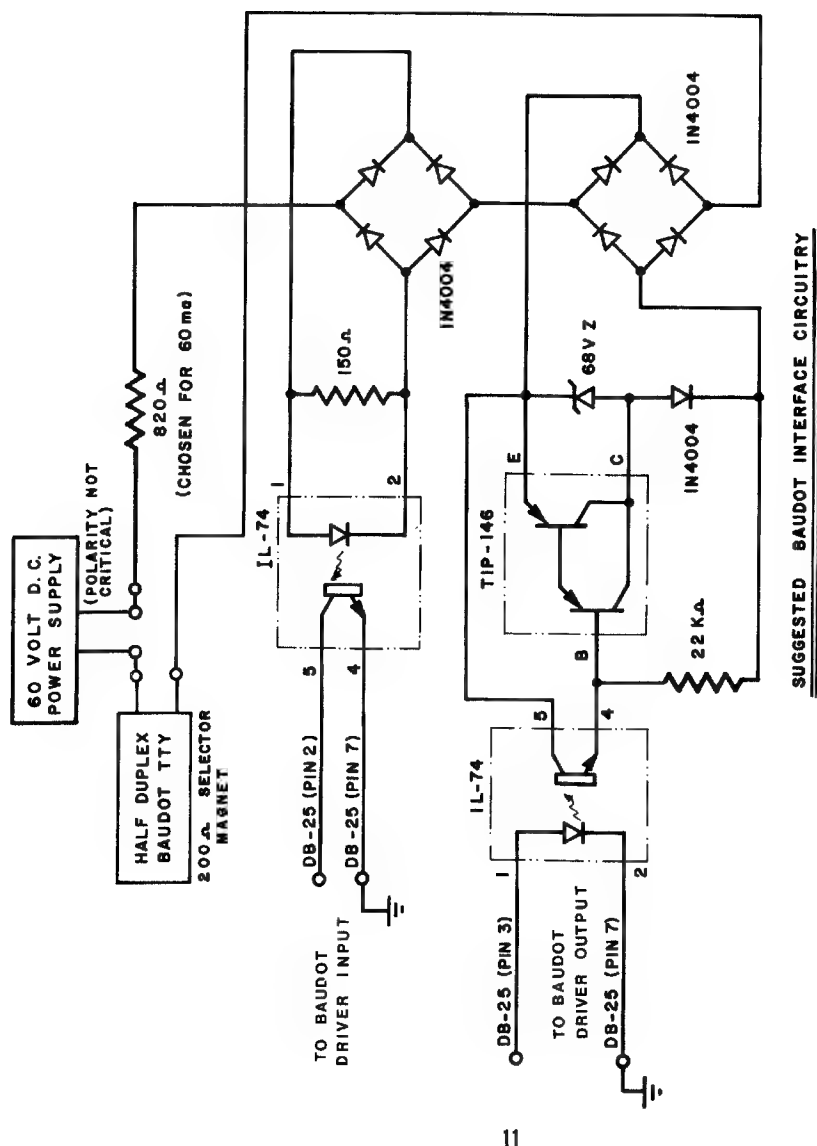 60 VOLT D.C.
POWER SUPPLY
(POLARITY NOT
CRITICAL)
820Ω
(CHOSEN FOR 60ma)
HALF DUPLEX
BAUDOT TTY
200Ω SELECTOR
MAGNET
IL-74
1
2
5
4
150Ω
IN4004
DB-25 (PIN 2)
DB-25 (PIN 7)
TO BAUDOT
DRIVER INPUT
IN4004
TIP-146
E
C
B
68V Z
IN4004
22KΩ
IL-74
5
4
1
2
DB-25 (PIN 3)
TO BAUDOT
DRIVER OUTPUT
DB-25 (PIN 7)
SUGGESTED BAUDOT INTERFACE CIRCUITRY
11